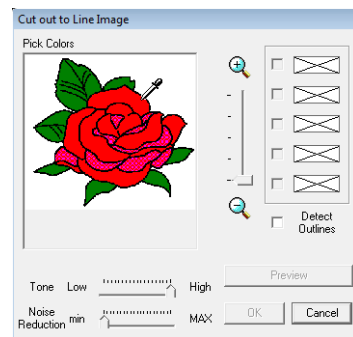 Cut out to Line Image
Pick Colors
Detect
Outlines
Tone Low High
Preview
Noise
Reduction min MAX
OK Cancel